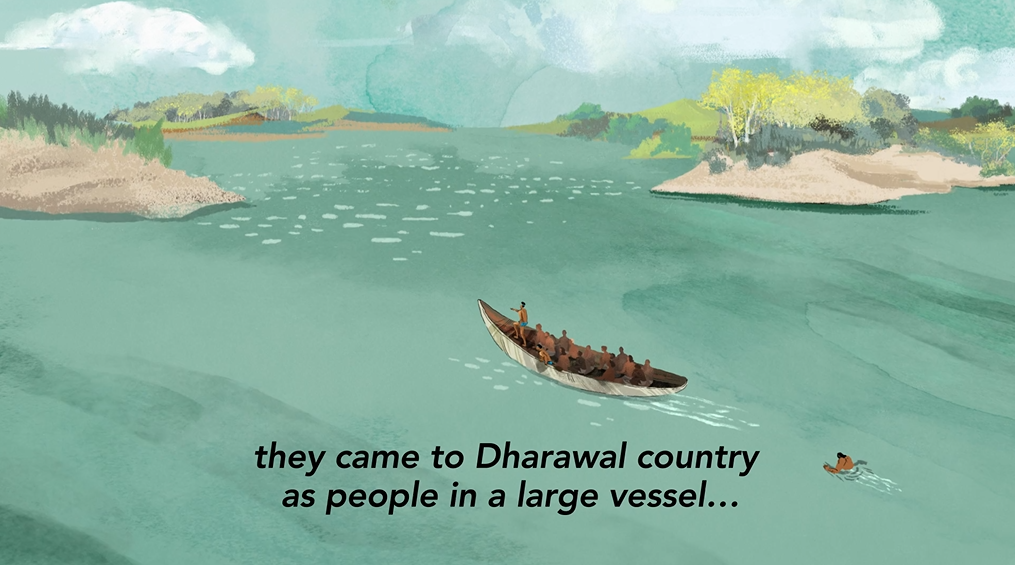 they came to Dharawal country
as people in a large vessel...